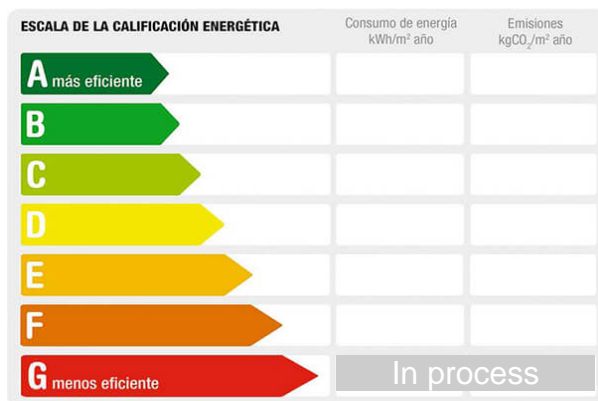 ESCALA DE LA CALIFICACIÓN ENERGÉTICA
Consumo de energía
kWh/m² año
Emisiones
kgCO₂/m² año
A más eficiente
B
C
D
E
F
G menos eficiente
In process